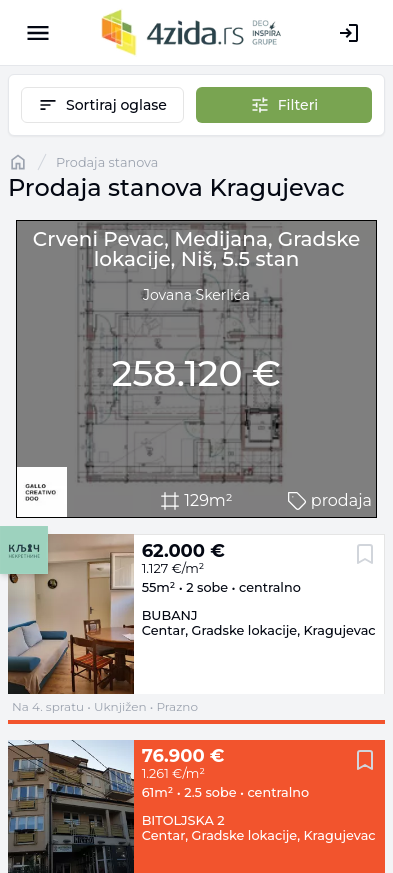 4zida.rs
DEO
INSPIRA
GRUPE
Sortiraj oglase
Filteri
/ Prodaja stanova
Prodaja stanova Kragujevac
Crveni Pevac, Medijana, Gradske
lokacije, Niš, 5.5 stan
Jovana Skerlića
258.120 €
GALLO
CREATIVO
DOO
129m²
prodaja
КЉУЧ
НЕКРЕТНИНЕ
62.000 €
1.127 €/m²
55m² • 2 sobe • centralno
BUBANJ
Centar, Gradske lokacije, Kragujevac
Na 4. spratu • Uknjižen • Prazno
76.900 €
1.261 €/m²
61m² • 2.5 sobe • centralno
BITOLJSKA 2
Centar, Gradske lokacije, Kragujevac